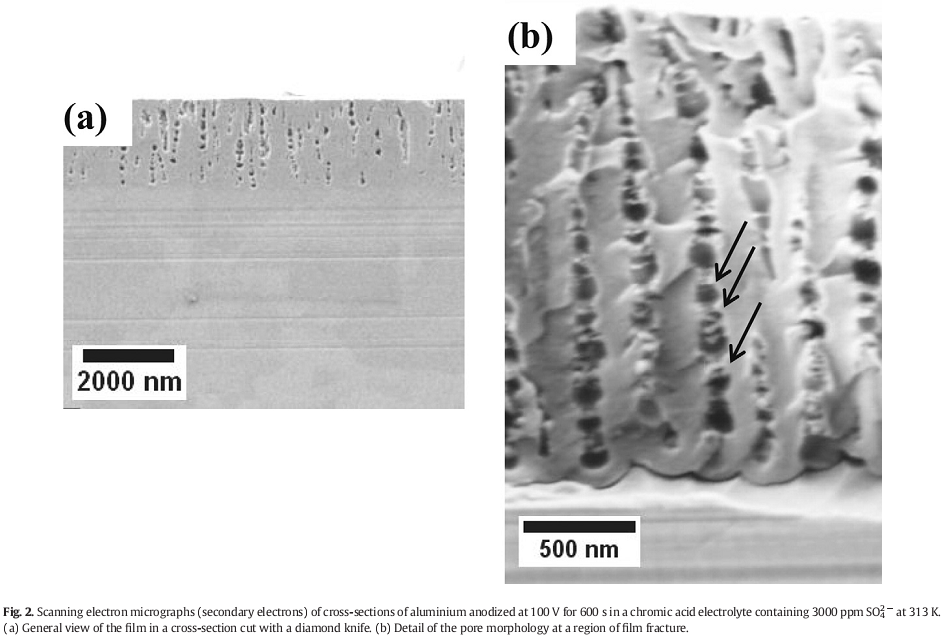 (a)
2000 nm
(b)
500 nm
Fig. 2. Scanning electron micrographs (secondary electrons) of cross-sections of aluminium anodized at 100 V for 600 s in a chromic acid electrolyte containing 3000 ppm SO₄²⁻ at 313 K.
(a) General view of the film in a cross-section cut with a diamond knife. (b) Detail of the pore morphology at a region of film fracture.